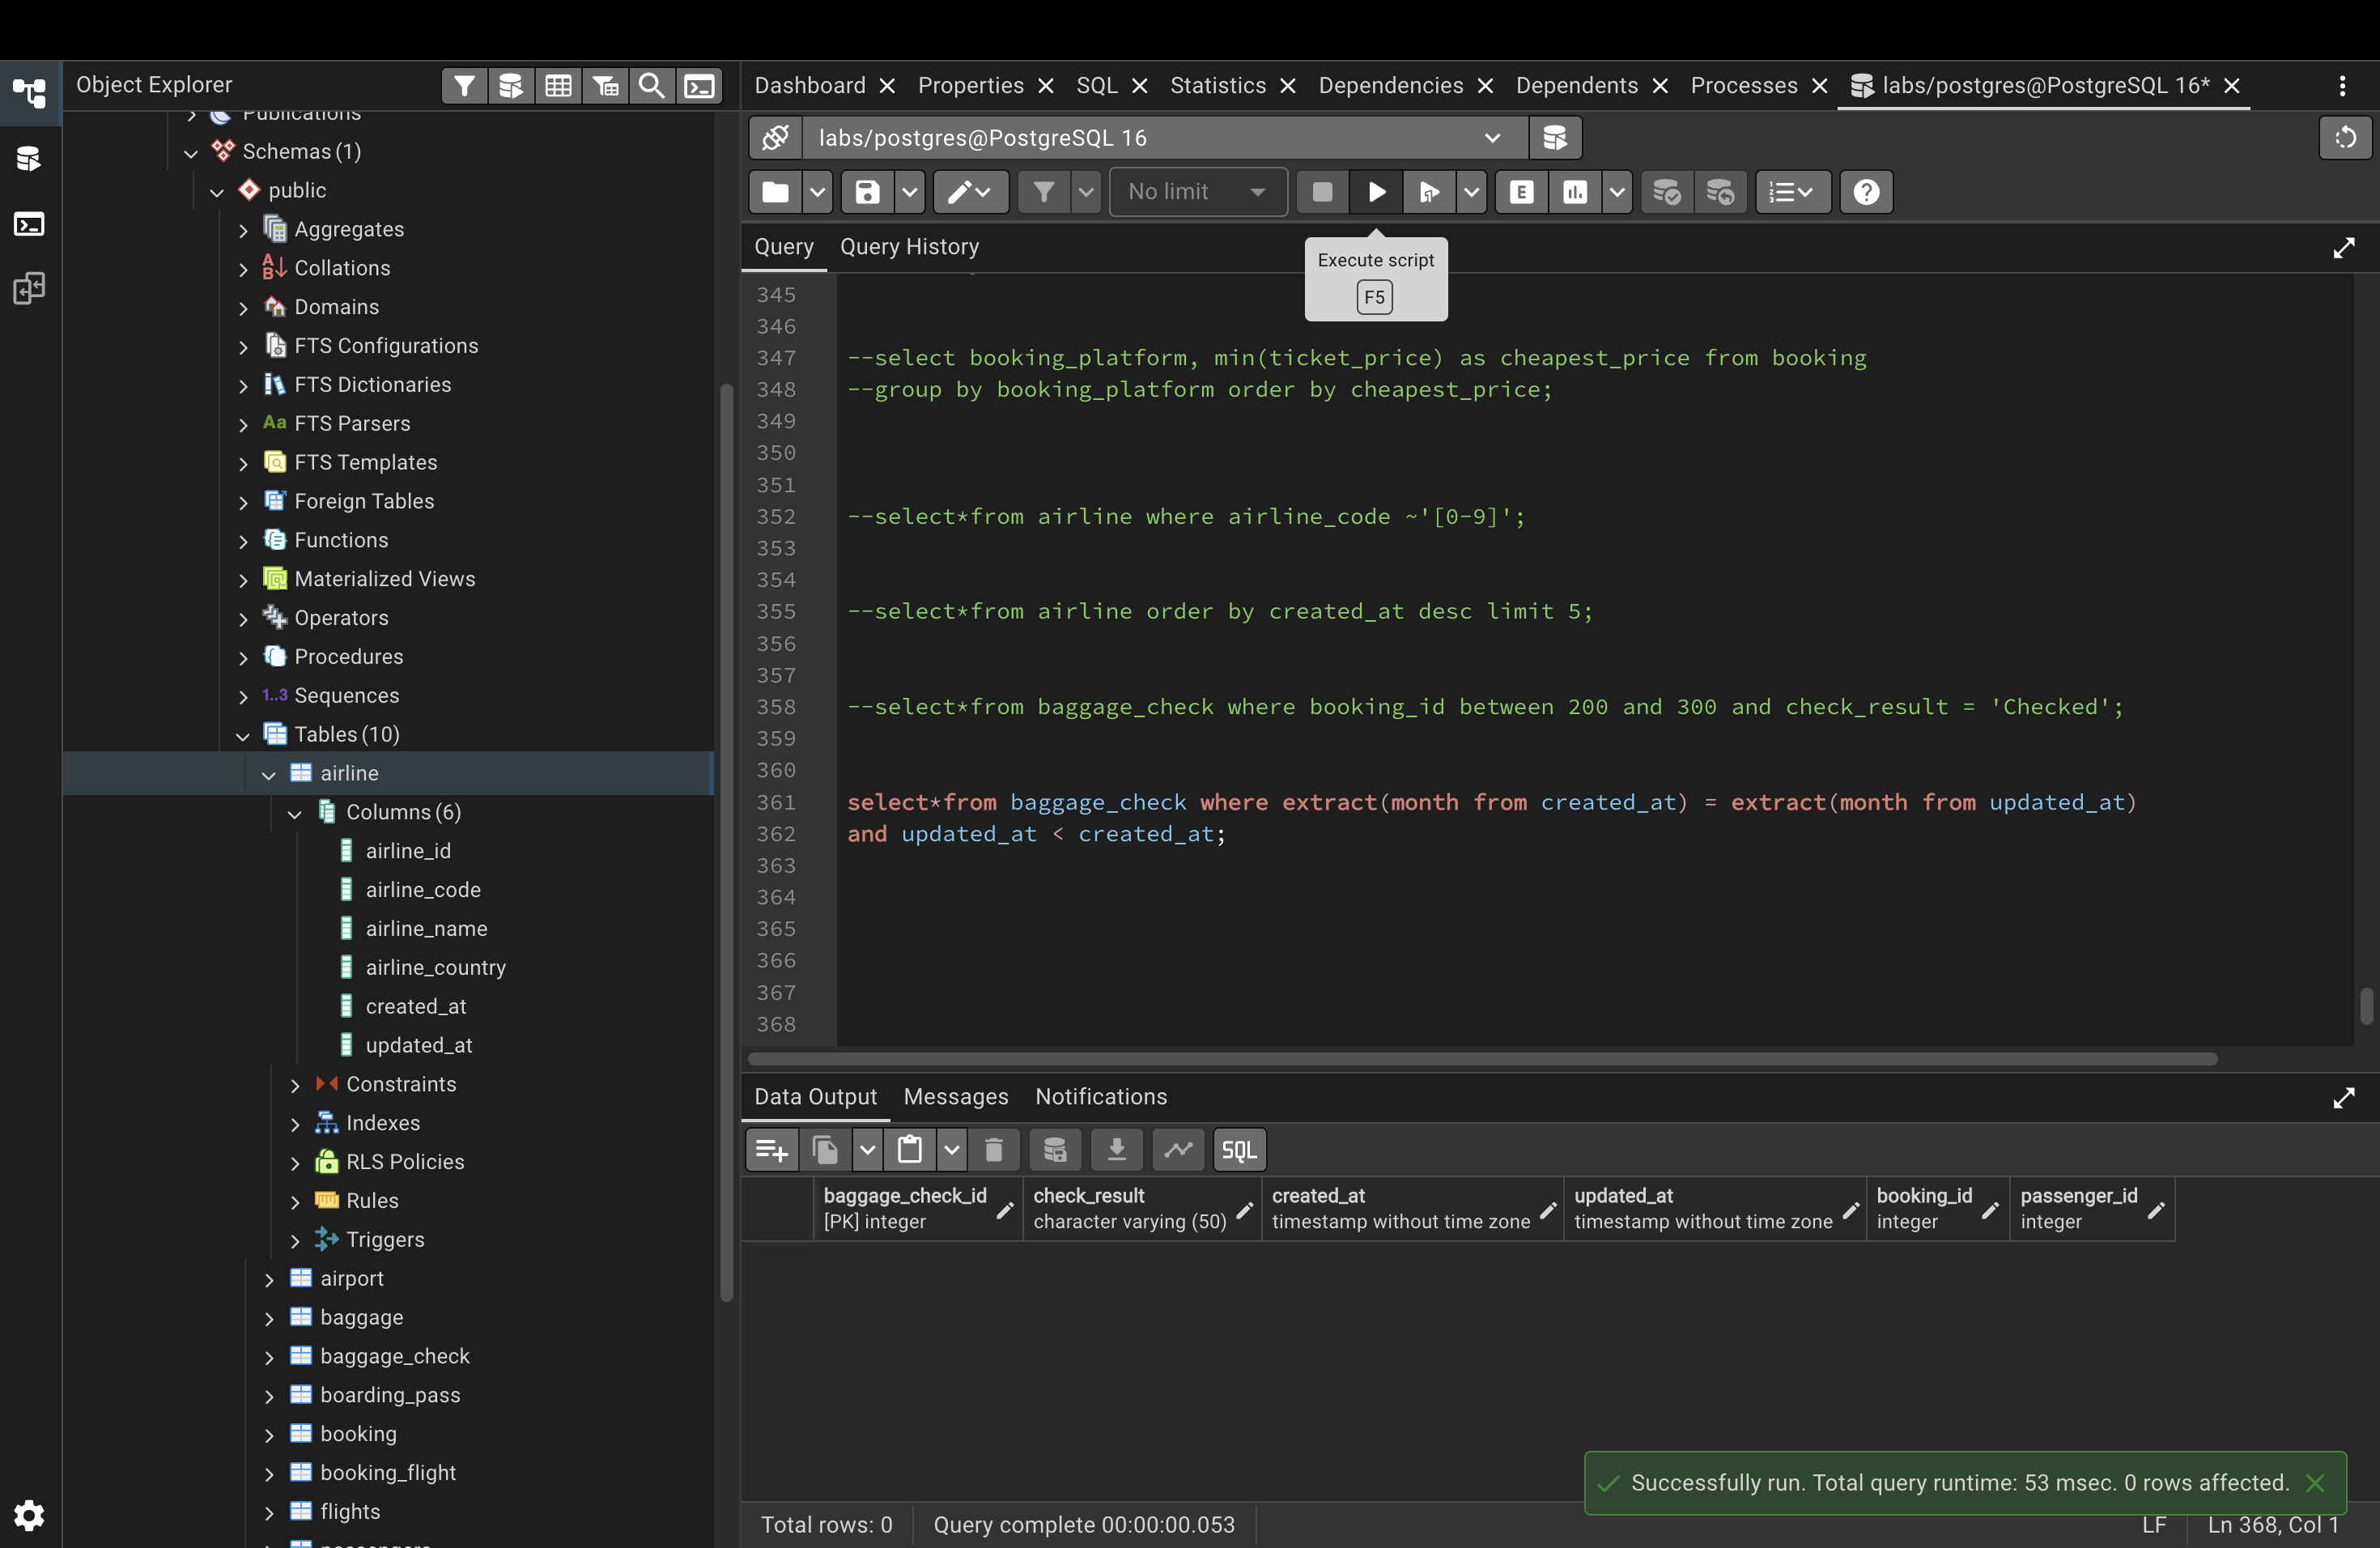 Object Explorer
Publications
Schemas (1)
public
Aggregates
Collations
Domains
FTS Configurations
FTS Dictionaries
Aa FTS Parsers
FTS Templates
Foreign Tables
Functions
Materialized Views
Operators
Procedures
1..3 Sequences
Tables (10)
airline
Columns (6)
airline_id
airline_code
airline_name
airline_country
created_at
updated_at
Constraints
Indexes
RLS Policies
Rules
Triggers
airport
baggage
baggage_check
boarding_pass
booking
booking_flight
flights
Dashboard Properties SQL Statistics Dependencies Dependents Processes labs/postgres@PostgreSQL 16*
labs/postgres@PostgreSQL 16
No limit
E
Query Query History
Execute script
F5
345
346
347 --select booking_platform, min(ticket_price) as cheapest_price from booking
348 --group by booking_platform order by cheapest_price;
349
350
351
352 --select*from airline where airline_code ~'[0-9]';
353
354
355 --select*from airline order by created_at desc limit 5;
356
357
358 --select*from baggage_check where booking_id between 200 and 300 and check_result = 'Checked';
359
360
361 select*from baggage_check where extract(month from created_at) = extract(month from updated_at)
362 and updated_at < created_at;
363
364
365
366
367
368
Data Output Messages Notifications
SQL
baggage_check_id check_result created_at updated_at booking_id passenger_id
[PK] integer character varying (50) timestamp without time zone timestamp without time zone integer integer
Successfully run. Total query runtime: 53 msec. 0 rows affected.
Total rows: 0 Query complete 00:00:00.053 LF Ln 368, Col 1